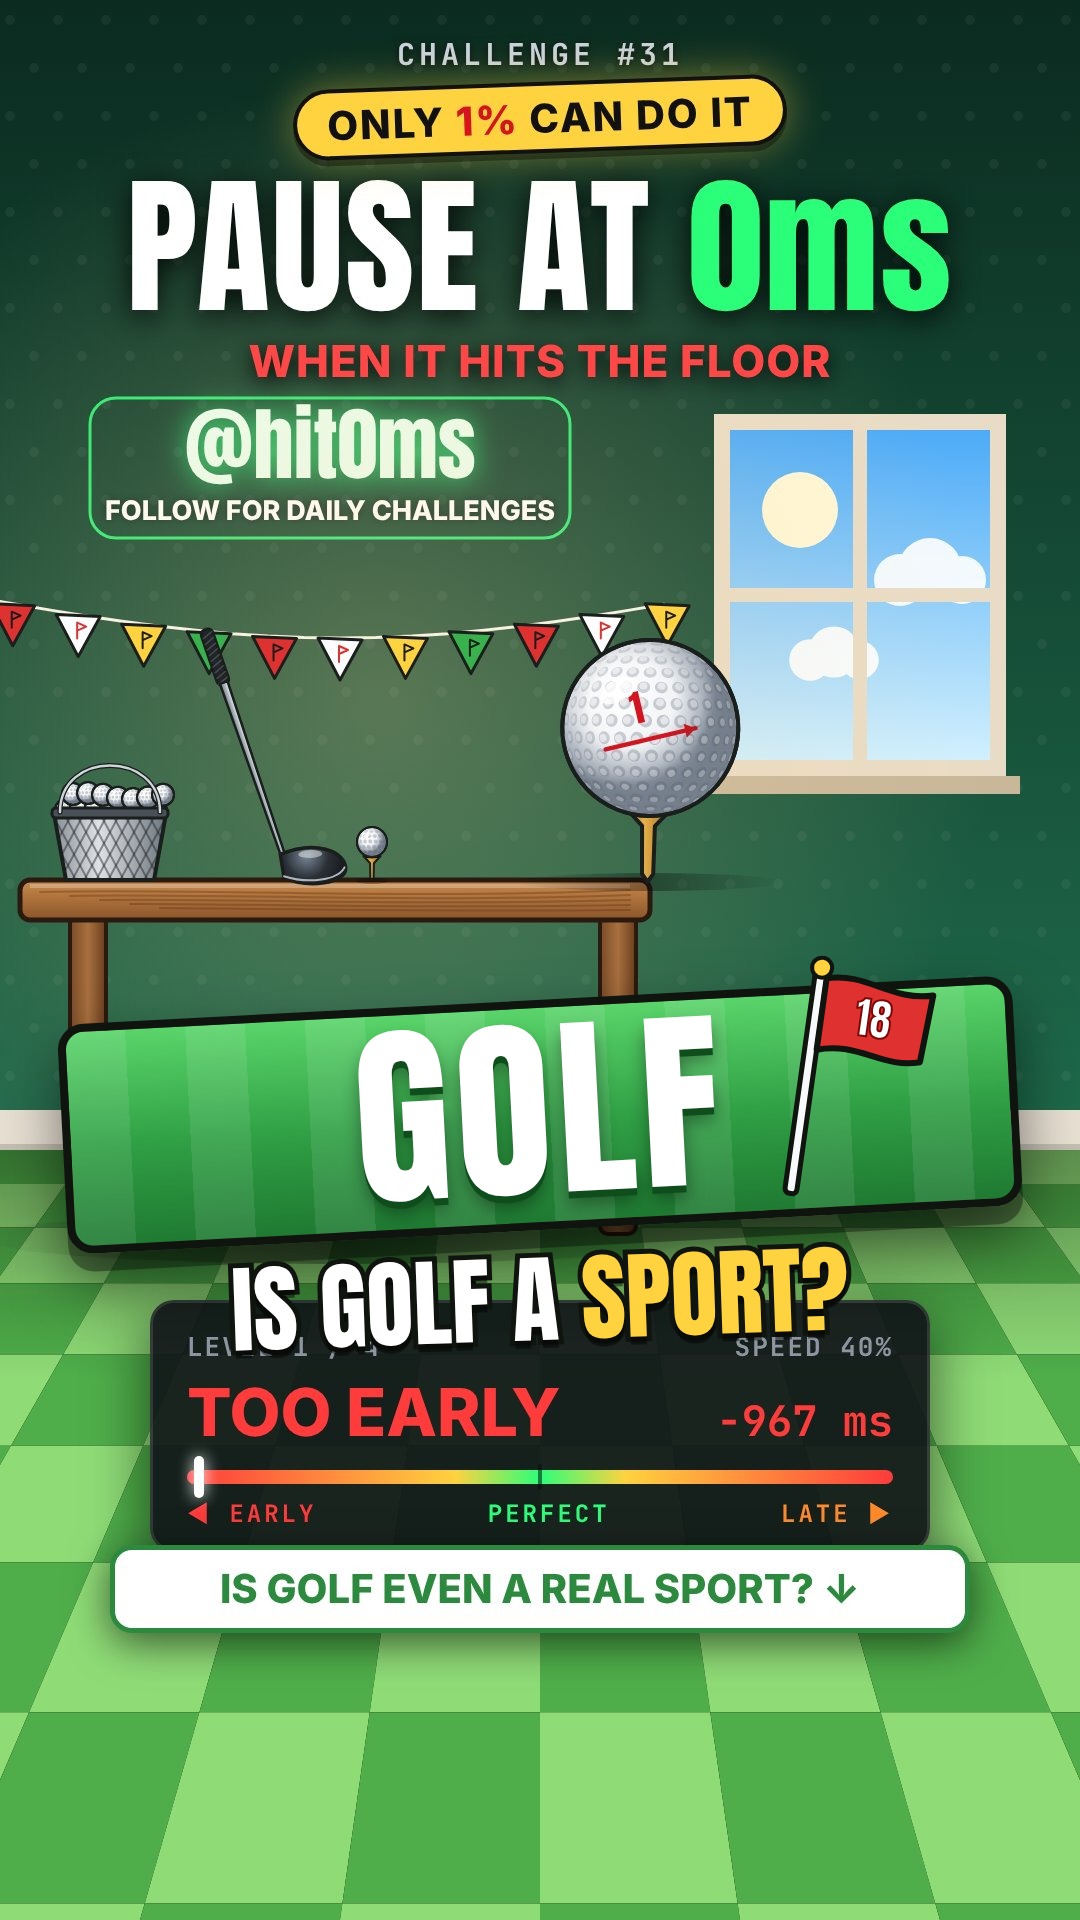 CHALLENGE #31
ONLY 1% CAN DO IT
PAUSE AT 0ms
WHEN IT HITS THE FLOOR
@hit0ms
FOLLOW FOR DAILY CHALLENGES
1
18
GOLF
IS GOLF A SPORT?
SPEED 40%
TOO EARLY -967 ms
◀ EARLY PERFECT LATE ▶
IS GOLF EVEN A REAL SPORT? ↓